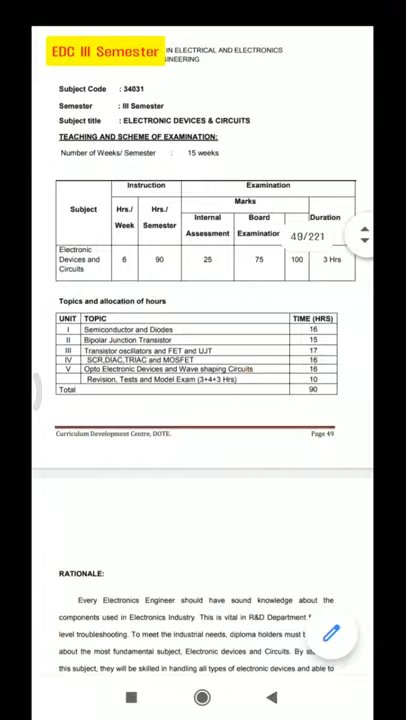 EDC III Semester
IN ELECTRICAL AND ELECTRONICS
Subject Code : 34031
Semester : III Semester
Subject title : ELECTRONIC DEVICES & CIRCUITS
TEACHING AND SCHEME OF EXAMINATION:
Number of Weeks/ Semester : 15 weeks
Instruction Examination
Subject Hrs./ Week Hrs./ Semester Marks Duration
Internal Assessment Board Examination
49/221
Electronic Devices and Circuits 6 90 25 75 100 3 Hrs
Topics and allocation of hours
UNIT TOPIC TIME (HRS)
I Semiconductor and Diodes 16
II Bipolar Junction Transistor 15
III Transistor oscillators and FET and UJT 17
IV SCR,DIAC,TRIAC and MOSFET 16
V Opto Electronic Devices and Wave shaping Circuits 16
Revision, Tests and Model Exam (3+4+3 Hrs) 10
Total 90
Curriculum Development Centre, DOTE. Page 49
RATIONALE:
Every Electronics Engineer should have sound knowledge about the
components used in Electronics Industry. This is vital in R&D Department
level troubleshooting. To meet the industrial needs, diploma holders must
about the most fundamental subject, Electronic devices and Circuits. By
this subject, they will be skilled in handling all types of electronic devices and able to